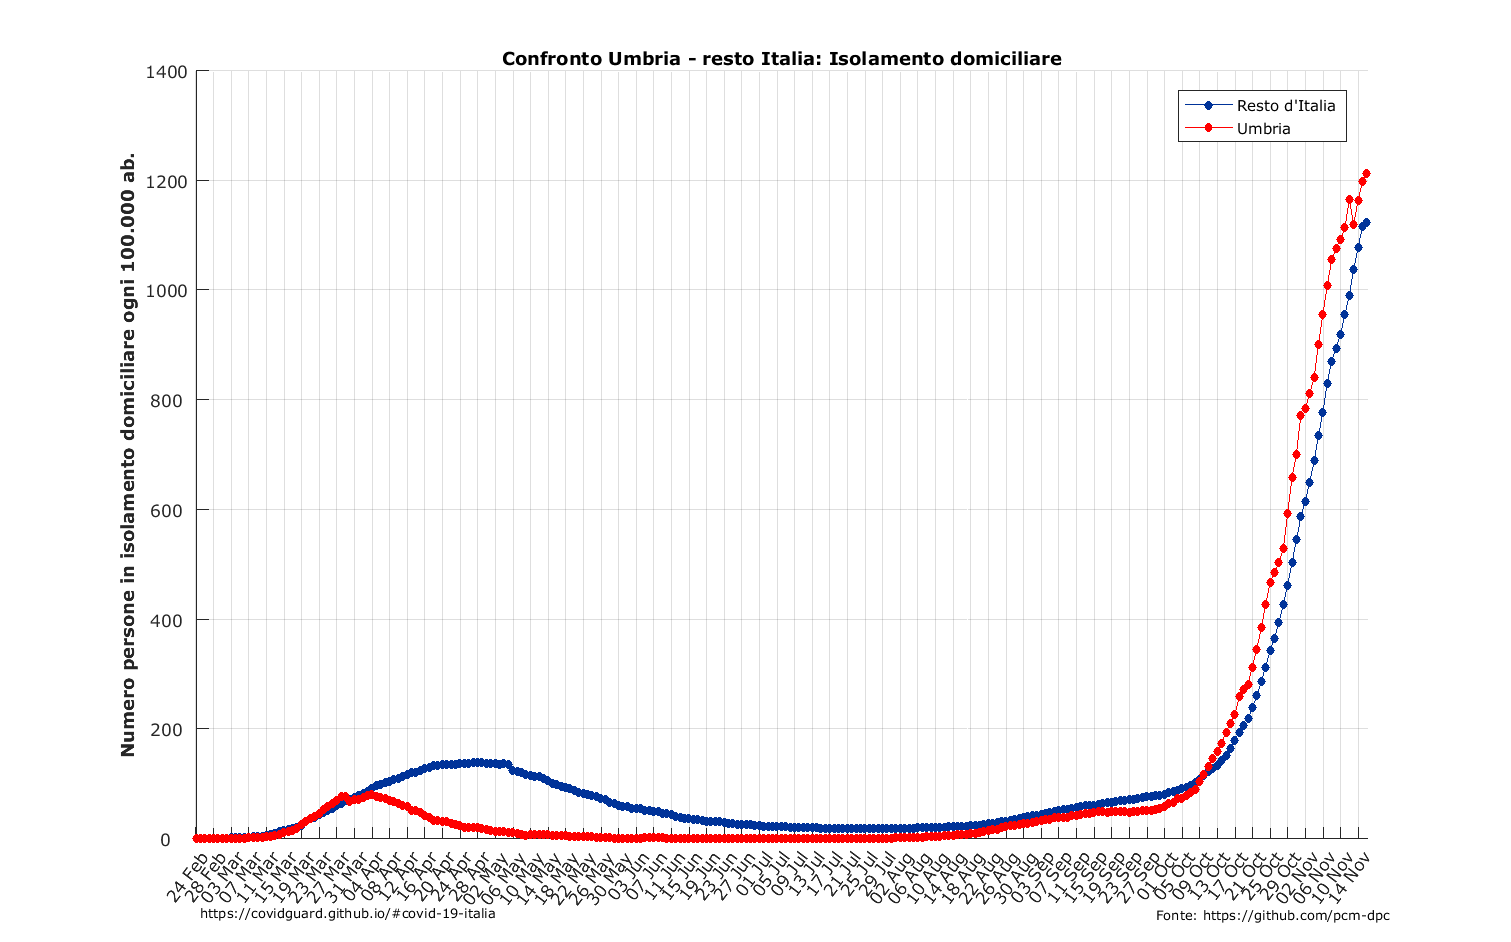 Confronto Umbria - resto Italia: Isolamento domiciliare
Resto d'Italia
Umbria
Numero persone in isolamento domiciliare ogni 100.000 ab.
1400
1200
1000
800
600
400
200
0
24 Feb
28 Feb
03 Mar
07 Mar
11 Mar
15 Mar
19 Mar
23 Mar
27 Mar
31 Mar
04 Apr
08 Apr
12 Apr
16 Apr
20 Apr
24 Apr
28 Apr
02 May
06 May
10 May
14 May
18 May
22 May
26 May
30 May
03 Jun
07 Jun
11 Jun
15 Jun
19 Jun
23 Jun
27 Jun
01 Jul
05 Jul
09 Jul
13 Jul
17 Jul
21 Jul
25 Jul
29 Jul
02 Aug
06 Aug
10 Aug
14 Aug
18 Aug
22 Aug
26 Aug
30 Aug
03 Sep
07 Sep
11 Sep
15 Sep
19 Sep
23 Sep
27 Sep
01 Oct
05 Oct
09 Oct
13 Oct
17 Oct
21 Oct
25 Oct
29 Oct
02 Nov
06 Nov
10 Nov
14 Nov
https://covidguard.github.io/#covid-19-italia
Fonte: https://github.com/pcm-dpc